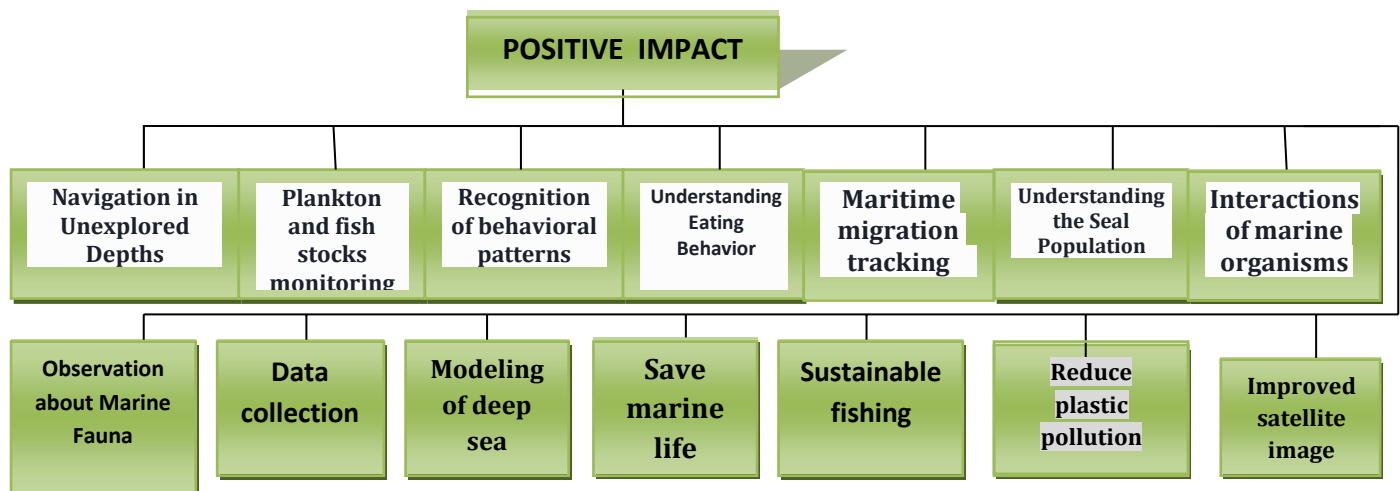 POSITIVE IMPACT
Navigation in
Unexplored
Depths
Plankton
and fish
stocks
monitoring
Recognition
of behavioral
patterns
Understanding
Eating
Behavior
Maritime
migration
tracking
Understanding
the Seal
Population
Interactions
of marine
organisms
Observation
about Marine
Fauna
Data
collection
Modeling
of deep
sea
Save
marine
life
Sustainable
fishing
Reduce
plastic
pollution
Improved
satellite
image